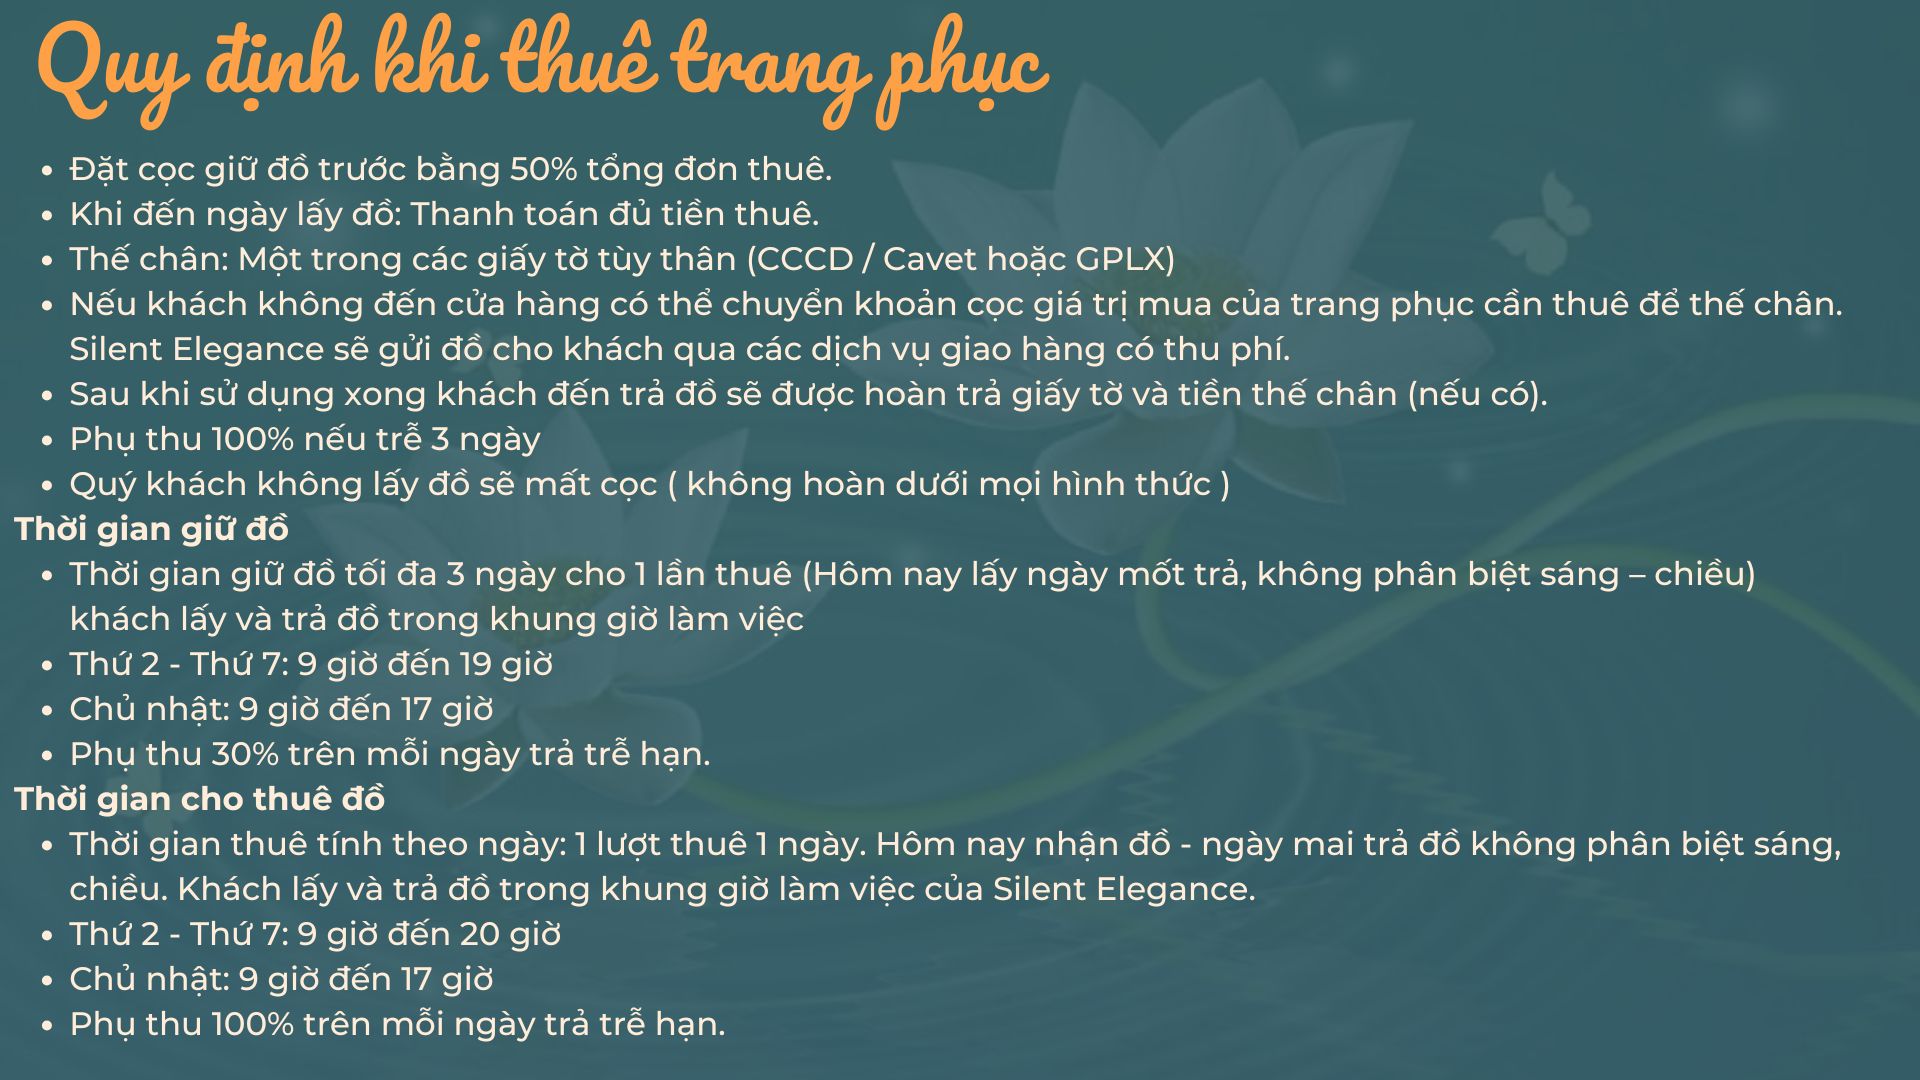 Quy định khi thuê trang phục
• Đặt cọc giữ đồ trước bằng 50% tổng đơn thuê.
• Khi đến ngày lấy đồ: Thanh toán đủ tiền thuê.
• Thế chân: Một trong các giấy tờ tùy thân (CCCD / Cavet hoặc GPLX)
• Nếu khách không đến cửa hàng có thể chuyển khoản cọc giá trị mua của trang phục cần thuê để thế chân.
Silent Elegance sẽ gửi đồ cho khách qua các dịch vụ giao hàng có thu phí.
• Sau khi sử dụng xong khách đến trả đồ sẽ được hoàn trả giấy tờ và tiền thế chân (nếu có).
• Phụ thu 100% nếu trễ 3 ngày
• Quý khách không lấy đồ sẽ mất cọc ( không hoàn dưới mọi hình thức )
Thời gian giữ đồ
• Thời gian giữ đồ tối đa 3 ngày cho 1 lần thuê (Hôm nay lấy ngày mốt trả, không phân biệt sáng – chiều)
khách lấy và trả đồ trong khung giờ làm việc
• Thứ 2 - Thứ 7: 9 giờ đến 19 giờ
• Chủ nhật: 9 giờ đến 17 giờ
• Phụ thu 30% trên mỗi ngày trả trễ hạn.
Thời gian cho thuê đồ
• Thời gian thuê tính theo ngày: 1 lượt thuê 1 ngày. Hôm nay nhận đồ - ngày mai trả đồ không phân biệt sáng,
chiều. Khách lấy và trả đồ trong khung giờ làm việc của Silent Elegance.
• Thứ 2 - Thứ 7: 9 giờ đến 20 giờ
• Chủ nhật: 9 giờ đến 17 giờ
• Phụ thu 100% trên mỗi ngày trả trễ hạn.